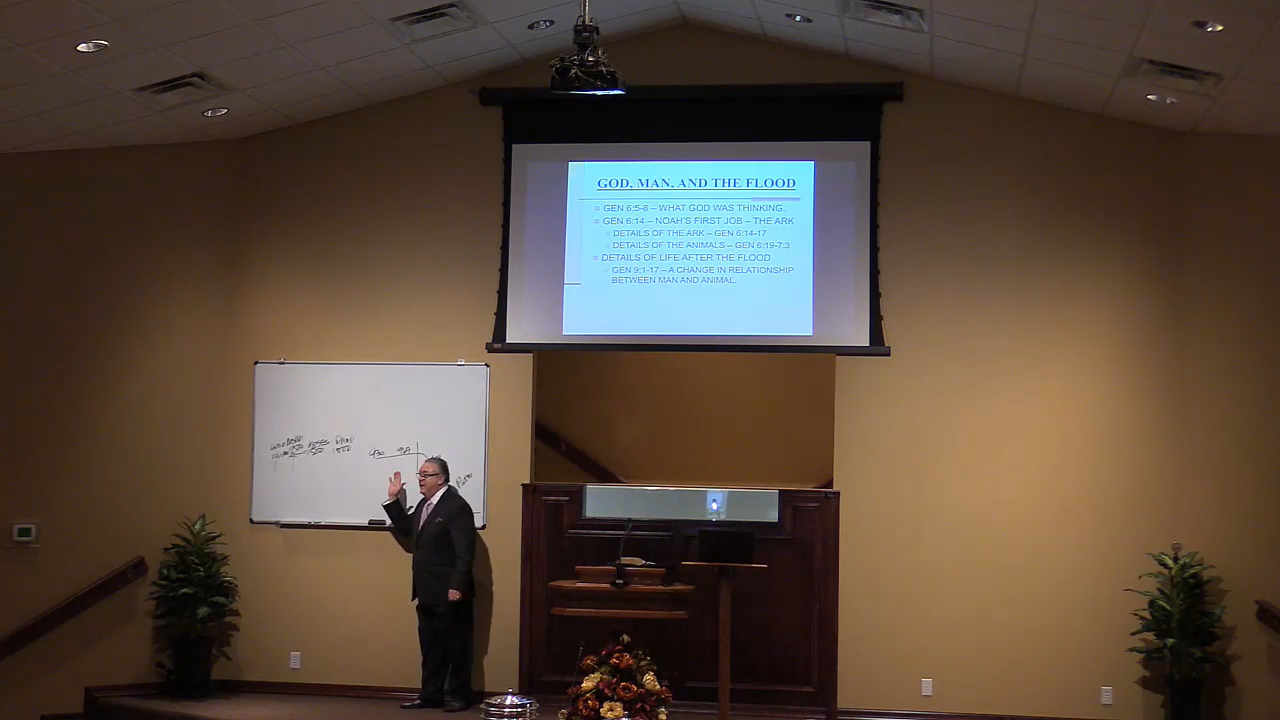 GOD, MAN, AND THE FLOOD
GEN 6:5-8 – WHAT GOD WAS THINKING.
GEN 6:14 – NOAH'S FIRST JOB – THE ARK
DETAILS OF THE ARK – GEN 6:14-17
DETAILS OF THE ANIMALS – GEN 6:19-7:3
DETAILS OF LIFE AFTER THE FLOOD
GEN 9:1-17 – A CHANGE IN RELATIONSHIP
BETWEEN MAN AND ANIMAL.
MOSES